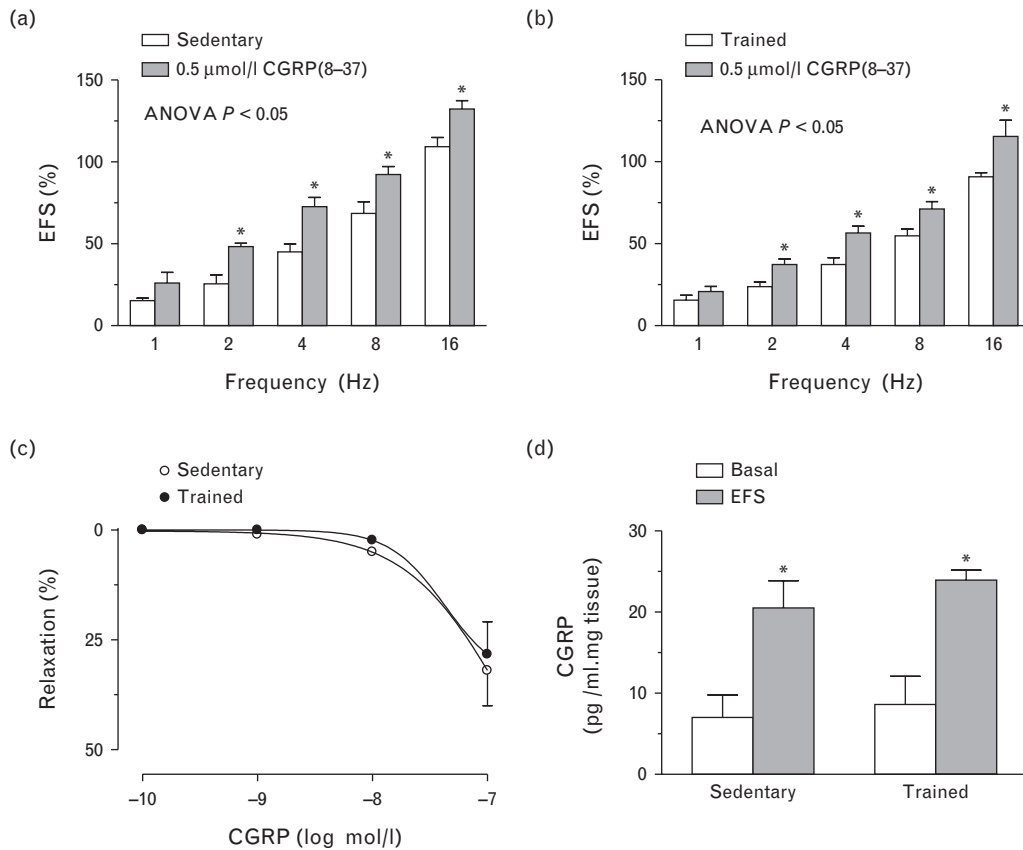 (a)
Sedentary
0.5 μmol/l CGRP(8–37)
150
100
50
0
EFS (%)
ANOVA P < 0.05
*
*
*
*
1 2 4 8 16
Frequency (Hz)
(b)
Trained
0.5 μmol/l CGRP(8–37)
150
100
50
0
EFS (%)
ANOVA P < 0.05
*
*
*
*
1 2 4 8 16
Frequency (Hz)
(c)
Sedentary
Trained
0
25
50
Relaxation (%)
–10 –9 –8 –7
CGRP (log mol/l)
(d)
Basal
EFS
30
20
10
0
CGRP
(pg /ml.mg tissue)
*
*
Sedentary Trained